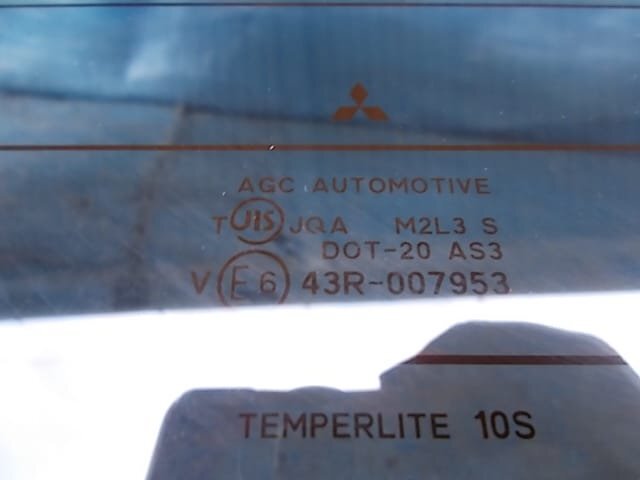 AGC AUTOMOTIVE
T JIS JQA M2L3 S
DOT-20 AS3
V E6 43R-007953
TEMPERLITE 10S